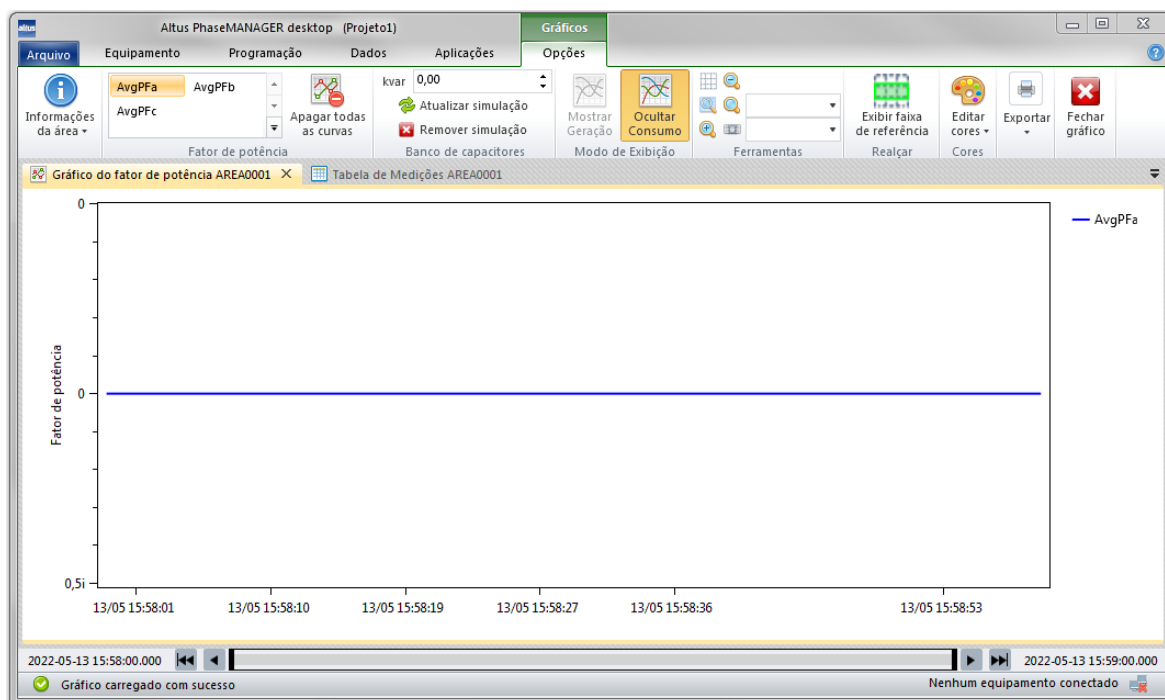 altus
Altus PhaseMANAGER desktop (Projeto1)
Gráficos
Arquivo
Equipamento
Programação
Dados
Aplicações
Opções
Informações
da área
AvgPFa
AvgPFb
AvgPFc
Fator de potência
Apagar todas
as curvas
kvar 0,00
Atualizar simulação
Remover simulação
Banco de capacitores
Mostrar
Geração
Ocultar
Consumo
Modo de Exibição
Ferramentas
Exibir faixa
de referência
Realçar
Editar
cores
Cores
Exportar
Fechar
gráfico
Gráfico do fator de potência AREA0001
Tabela de Medições AREA0001
Fator de potência
0
0
0,5i
AvgPFa
13/05 15:58:01
13/05 15:58:10
13/05 15:58:19
13/05 15:58:27
13/05 15:58:36
13/05 15:58:53
2022-05-13 15:58:00.000
2022-05-13 15:59:00.000
Gráfico carregado com sucesso
Nenhum equipamento conectado